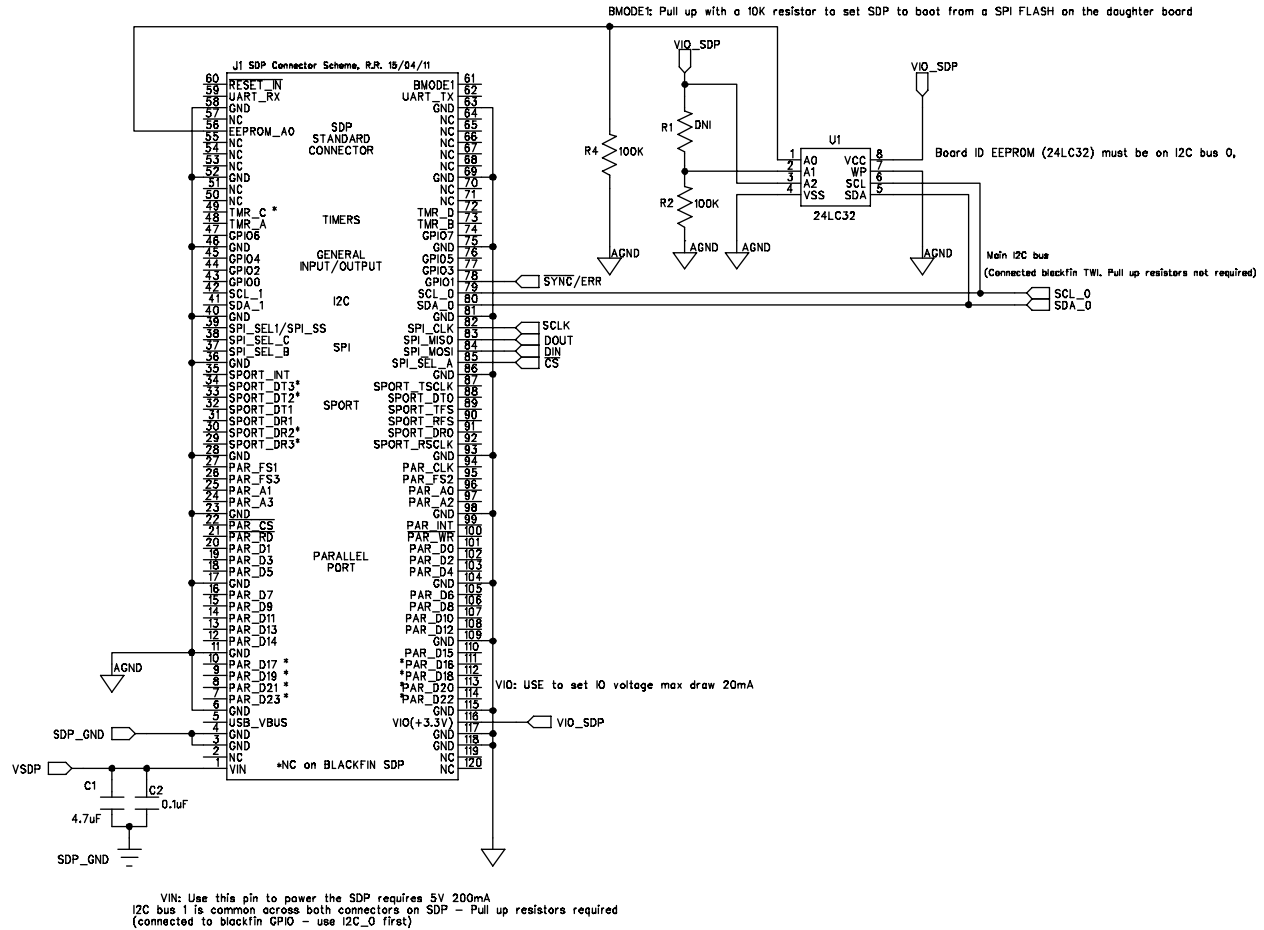 BMODE1: Pull up with a 10K resistor to set SDP to boot from a SPI FLASH on the daughter board
J1 SDP Connector Scheme, R.R. 15/04/11
60 RESET_IN BMODE1 61
59 UART_RX UART_TX 62
58 GND GND 63
57 NC NC 64
56 EEPROM_A0 NC 65
55 NC NC 66
54 NC NC 67
53 NC NC 68
52 GND GND 69
51 NC NC 70
50 NC NC 71
49 TMR_C * TMR_D 72
48 TMR_A TMR_B 73
47 GPIO6 GPIO7 74
46 GND GND 75
45 GPIO4 GPIO5 76
44 GPIO2 GPIO3 77
43 GPIO0 GPIO1 78
42 SCL_1 SCL_0 79
41 SDA_1 SDA_0 80
40 GND GND 81
39 SPI_SEL1/SPI_SS SPI_CLK 82
38 SPI_SEL_C SPI_MISO 83
37 SPI_SEL_B SPI_MOSI 84
36 GND SPI_SEL_A 85
35 SPORT_INT GND 86
34 SPORT_DT3* SPORT_TSCLK 87
33 SPORT_DT2* SPORT_DT0 88
32 SPORT_DT1 SPORT_TFS 89
31 SPORT_DR1 SPORT_RFS 90
30 SPORT_DR2* SPORT_DR0 91
29 SPORT_DR3* SPORT_RSCLK 92
28 GND GND 93
27 PAR_FS1 PAR_CLK 94
26 PAR_FS3 PAR_FS2 95
25 PAR_A1 PAR_A0 96
24 PAR_A3 PAR_A2 97
23 GND GND 98
22 PAR_CS PAR_INT 99
21 PAR_RD PAR_WR 100
20 PAR_D1 PAR_D0 101
19 PAR_D3 PAR_D2 102
18 PAR_D5 PAR_D4 103
17 GND GND 104
16 PAR_D7 PAR_D6 105
15 PAR_D9 PAR_D8 106
14 PAR_D11 PAR_D10 107
13 PAR_D13 PAR_D12 108
12 PAR_D14 GND 109
11 GND PAR_D15 110
10 PAR_D17 * *PAR_D16 111
9 PAR_D19 * *PAR_D18 112
8 PAR_D21 * *PAR_D20 113
7 PAR_D23 * *PAR_D22 114
6 GND GND 115
5 USB_VBUS VIO(+3.3V) 116
4 GND GND 117
3 GND GND 118
2 NC NC 119
1 VIN NC 120
SDP
STANDARD
CONNECTOR
TIMERS
GENERAL
INPUT/OUTPUT
I2C
SPI
SPORT
PARALLEL
PORT
*NC on BLACKFIN SDP
VIO_SDP
R1 DNI
R2 100K
R4 100K
AGND
AGND
AGND
U1
1 A0 VCC 8
2 A1 WP 7
3 A2 SCL 6
4 VSS SDA 5
24LC32
VIO_SDP
Board ID EEPROM (24LC32) must be on I2C bus 0,
AGND
Main I2C bus
(Connected blackfin TWI. Pull up resistors not required)
SCL_0
SDA_0
SYNC/ERR
SCLK
DOUT
DIN
CS
AGND
VIO: USE to set IO voltage max draw 20mA
VIO_SDP
SDP_GND
VSDP
C1
4.7uF
C2
0.1uF
SDP_GND
VIN: Use this pin to power the SDP requires 5V 200mA
I2C bus 1 is common across both connectors on SDP - Pull up resistors required
(connected to blackfin GPIO - use I2C_0 first)